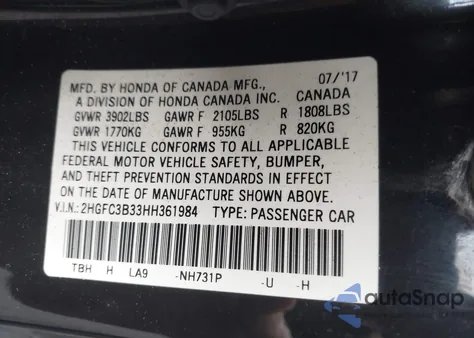 MFD. BY HONDA OF CANADA MFG., 07/'17
A DIVISION OF HONDA CANADA INC. CANADA
GVWR 3902LBS GAWR F 2105LBS R 1808LBS
GVWR 1770KG GAWR F 955KG R 820KG
THIS VEHICLE CONFORMS TO ALL APPLICABLE
FEDERAL MOTOR VEHICLE SAFETY, BUMPER,
AND THEFT PREVENTION STANDARDS IN EFFECT
ON THE DATE OF MANUFACTURE SHOWN ABOVE.
V.I.N.: 2HGFC3B33HH361984 TYPE: PASSENGER CAR
TBH H LA9 -NH731P -U -H
autoSnap